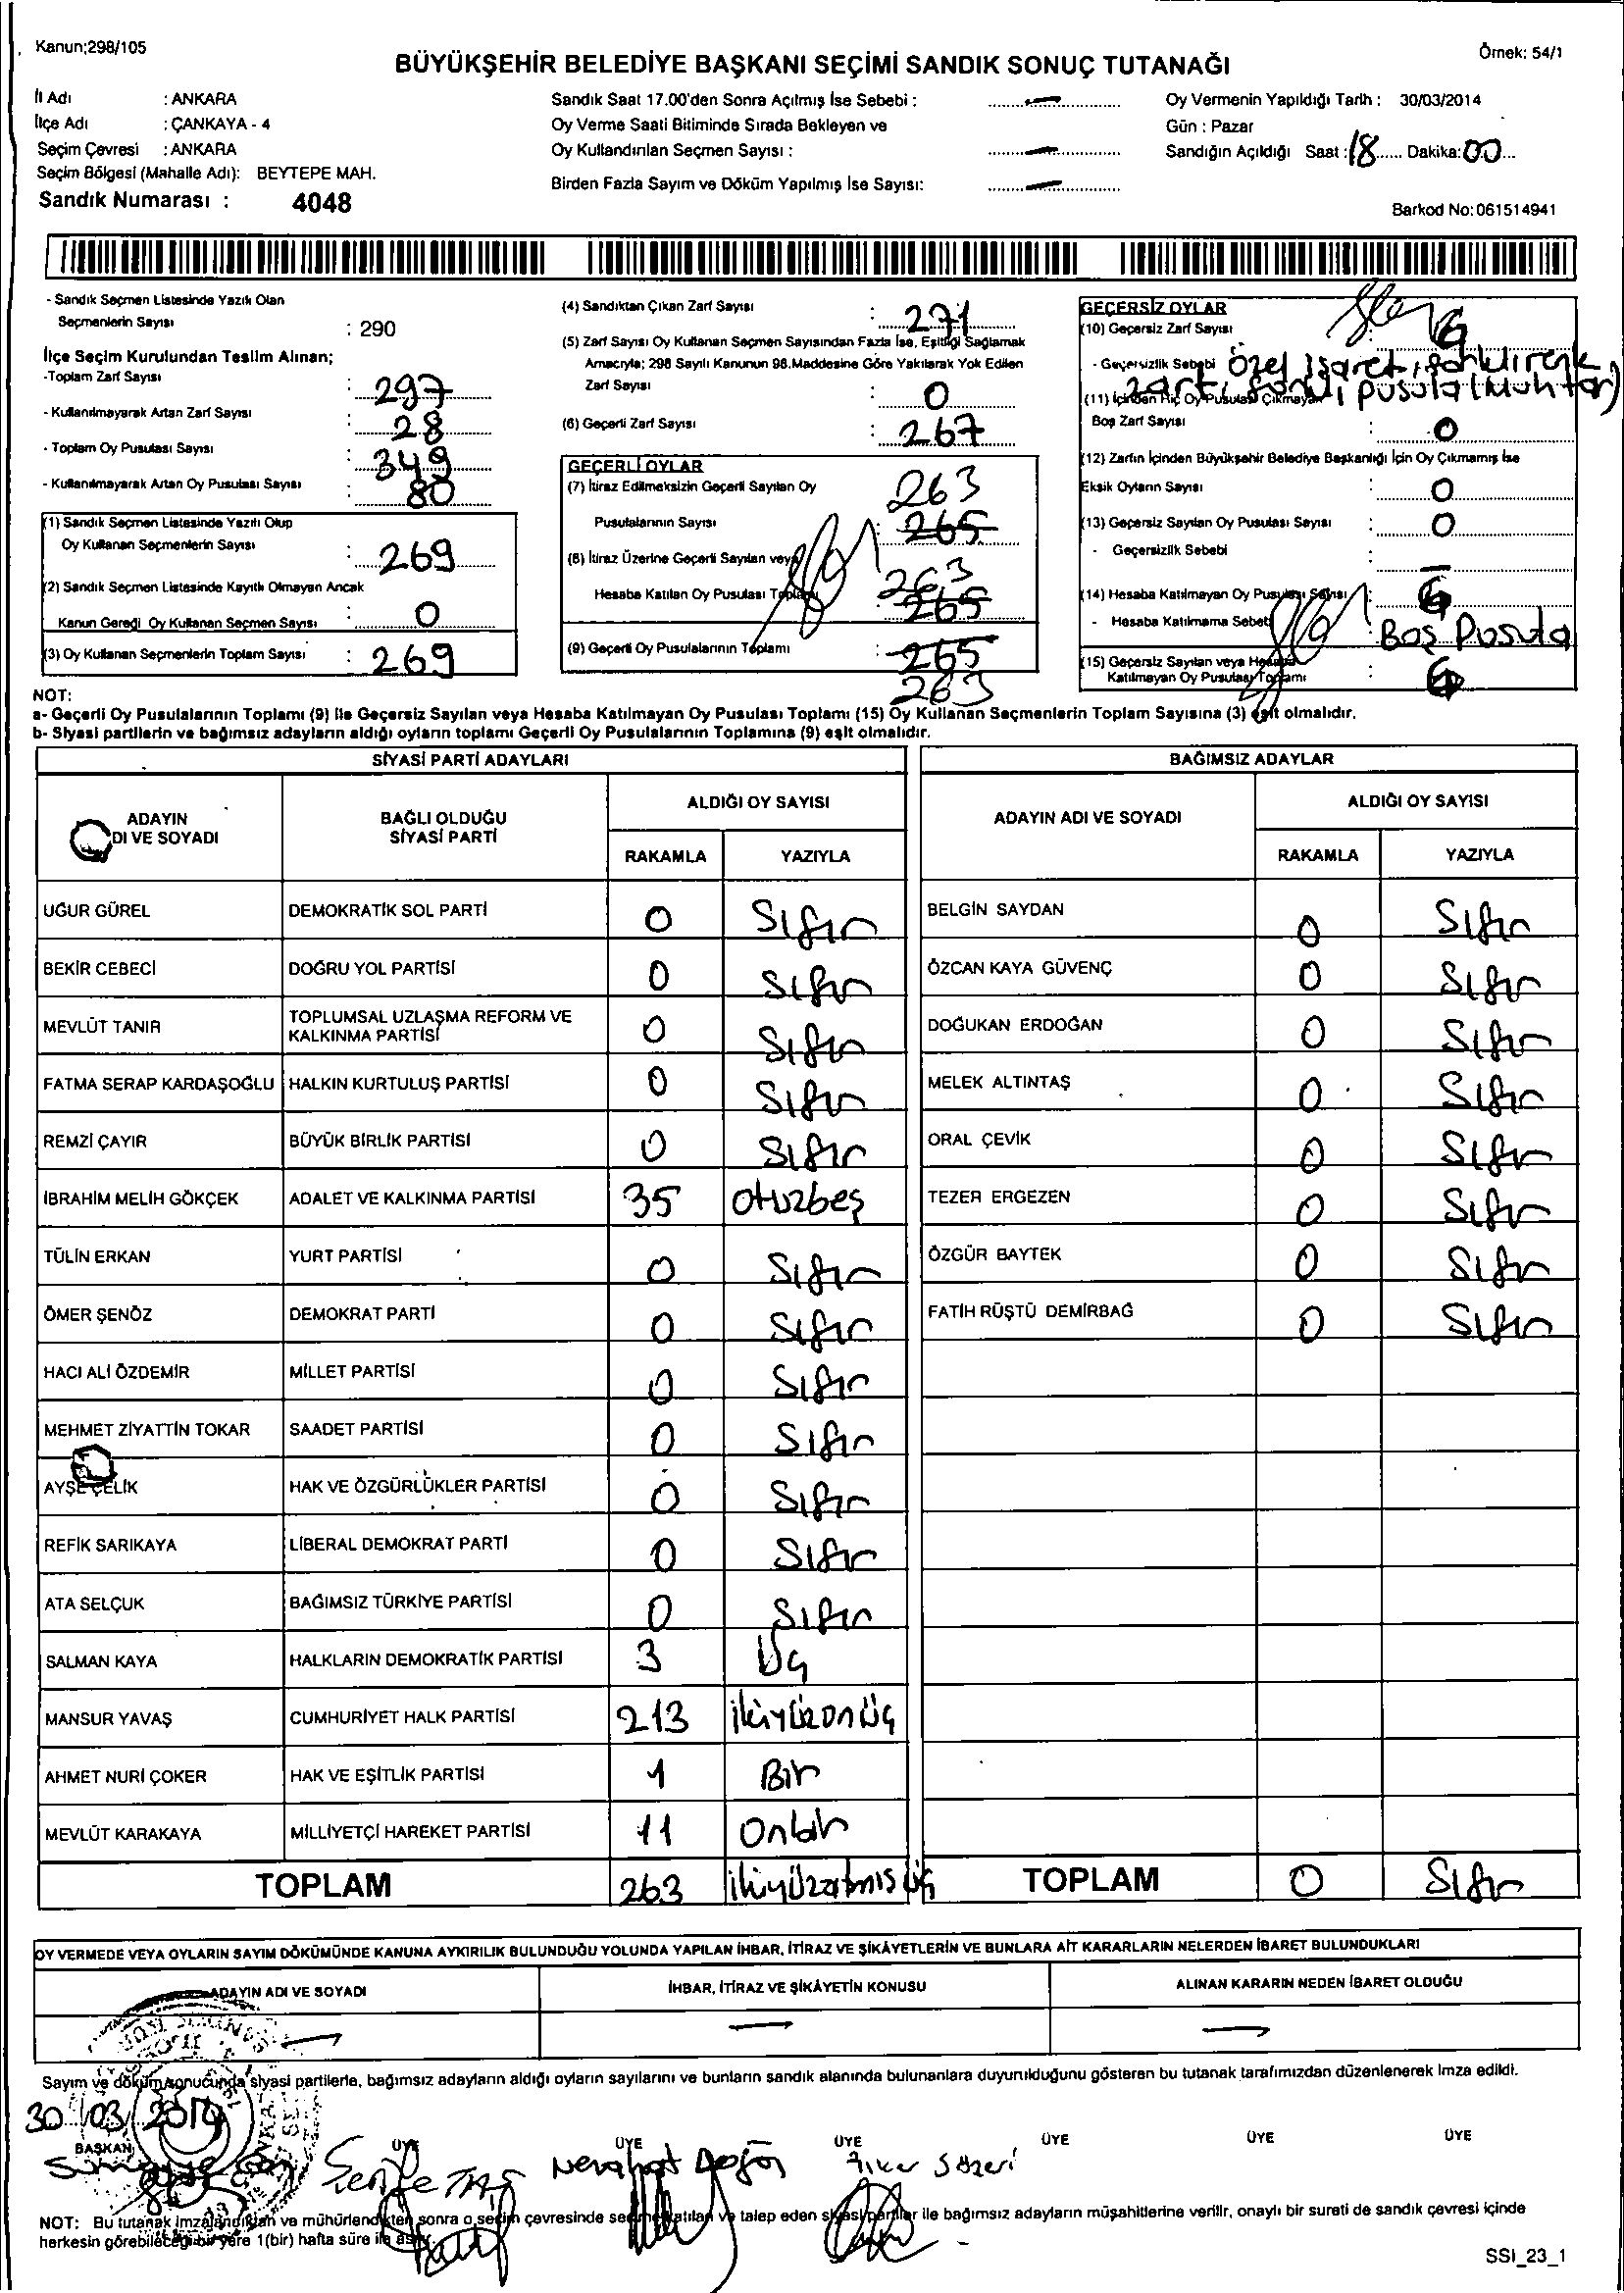 Kanun;298/105
Örnek: 54/1
BÜYÜKŞEHİR BELEDİYE BAŞKANI SEÇİMİ SANDIK SONUÇ TUTANAĞI
İl Adı : ANKARA
İlçe Adı : ÇANKAYA - 4
Seçim Çevresi : ANKARA
Seçim Bölgesi (Mahalle Adı): BEYTEPE MAH.
Sandık Numarası : 4048
Sandık Saat 17.00'den Sonra Açılmış İse Sebebi : —
Oy Verme Saati Bitiminde Sırada Bekleyen ve
Oy Kullandırılan Seçmen Sayısı : —
Birden Fazla Sayım ve Döküm Yapılmış İse Sayısı: —
Oy Vermenin Yapıldığı Tarih : 30/03/2014
Gün : Pazar
Sandığın Açıldığı Saat : 18 Dakika: 00
Barkod No:061514941
- Sandık Seçmen Listesinde Yazılı Olan
Seçmenlerin Sayısı : 290
İlçe Seçim Kurulundan Teslim Alınan;
-Toplam Zarf Sayısı : 297
- Kullanılmayarak Artan Zarf Sayısı : 28
- Toplam Oy Pusulası Sayısı : 349
- Kullanılmayarak Artan Oy Pusulası Sayısı : 80
(1) Sandık Seçmen Listesinde Yazılı Olup
Oy Kullanan Seçmenlerin Sayısı : 269
(2) Sandık Seçmen Listesinde Kayıtlı Olmayan Ancak
Kanun Gereği Oy Kullanan Seçmen Sayısı : 0
(3) Oy Kullanan Seçmenlerin Toplam Sayısı : 269
(4) Sandıktan Çıkan Zarf Sayısı : 271
(5) Zarf Sayısı Oy Kullanan Seçmen Sayısından Fazla İse, Eşitliği Sağlamak
Amacıyla; 298 Sayılı Kanunun 98.Maddesine Göre Yakılarak Yok Edilen
Zarf Sayısı : 0
(6) Geçerli Zarf Sayısı : 267
GEÇERLİ OYLAR
(7) İtiraz Edilmeksizin Geçerli Sayılan Oy 263
Pusulalarının Sayısı : 265
(8) İtiraz Üzerine Geçerli Sayılan veya 263
Hesaba Katılan Oy Pusulası Toplamı 265
(9) Geçerli Oy Pusulalarının Toplamı : 265
263
GEÇERSİZ OYLAR
(10) Geçersiz Zarf Sayısı 6
- Geçersizlik Sebebi Özel işaret, farklı renk
zarf, pusula (Muhtar)
(11) İçinden Hiç Oy Pusulası Çıkmayan
Boş Zarf Sayısı : 0
(12) Zarfın İçinden Büyükşehir Belediye Başkanlığı İçin Oy Çıkmamış İse
Eksik Oyların Sayısı : 0
(13) Geçersiz Sayılan Oy Pusulası Sayısı : 0
- Geçersizlik Sebebi : —
(14) Hesaba Katılmayan Oy Pusulası Sayısı : 6
- Hesaba Katılmama Sebebi : Boş Pusula
(15) Geçersiz Sayılan veya Hesaba
Katılmayan Oy Pusulası Toplamı : 6
NOT:
a- Geçerli Oy Pusulalarının Toplamı (9) İle Geçersiz Sayılan veya Hesaba Katılmayan Oy Pusulası Toplamı (15) Oy Kullanan Seçmenlerin Toplam Sayısına (3) eşit olmalıdır.
b- Siyasi partilerin ve bağımsız adayların aldığı oyların toplamı Geçerli Oy Pusulalarının Toplamına (9) eşit olmalıdır.
SİYASİ PARTİ ADAYLARI
ADAYIN DI VE SOYADI
BAĞLI OLDUĞU SİYASİ PARTİ
ALDIĞI OY SAYISI
RAKAMLA YAZIYLA
UĞUR GÜREL DEMOKRATİK SOL PARTİ 0 Sıfır
BEKİR CEBECİ DOĞRU YOL PARTİSİ 0 Sıfır
MEVLÜT TANIR TOPLUMSAL UZLAŞMA REFORM VE KALKINMA PARTİSİ 0 Sıfır
FATMA SERAP KARDAŞOĞLU HALKIN KURTULUŞ PARTİSİ 0 Sıfır
REMZİ ÇAYIR BÜYÜK BİRLİK PARTİSİ 0 Sıfır
İBRAHİM MELİH GÖKÇEK ADALET VE KALKINMA PARTİSİ 35 otuzbeş
TÜLİN ERKAN YURT PARTİSİ 0 Sıfır
ÖMER ŞENÖZ DEMOKRAT PARTİ 0 Sıfır
HACI ALİ ÖZDEMİR MİLLET PARTİSİ 0 Sıfır
MEHMET ZİYATTİN TOKAR SAADET PARTİSİ 0 Sıfır
AYŞE ÇELİK HAK VE ÖZGÜRLÜKLER PARTİSİ 0 Sıfır
REFİK SARIKAYA LİBERAL DEMOKRAT PARTİ 0 Sıfır
ATA SELÇUK BAĞIMSIZ TÜRKİYE PARTİSİ 0 Sıfır
SALMAN KAYA HALKLARIN DEMOKRATİK PARTİSİ 3 Üç
MANSUR YAVAŞ CUMHURİYET HALK PARTİSİ 213 ikiyüzonüç
AHMET NURİ ÇOKER HAK VE EŞİTLİK PARTİSİ 1 Bir
MEVLÜT KARAKAYA MİLLİYETÇİ HAREKET PARTİSİ 11 Onbir
TOPLAM 263 ikiyüzatmış üç
BAĞIMSIZ ADAYLAR
ADAYIN ADI VE SOYADI
ALDIĞI OY SAYISI
RAKAMLA YAZIYLA
BELGİN SAYDAN 0 Sıfır
ÖZCAN KAYA GÜVENÇ 0 Sıfır
DOĞUKAN ERDOĞAN 0 Sıfır
MELEK ALTINTAŞ 0 Sıfır
ORAL ÇEVİK 0 Sıfır
TEZER ERGEZEN 0 Sıfır
ÖZGÜR BAYTEK 0 Sıfır
FATİH RÜŞTÜ DEMİRBAĞ 0 Sıfır
TOPLAM 0 Sıfır
OY VERMEDE VEYA OYLARIN SAYIM DÖKÜMÜNDE KANUNA AYKIRILIK BULUNDUĞU YOLUNDA YAPILAN İHBAR, İTİRAZ VE ŞİKÂYETLERİN VE BUNLARA AİT KARARLARIN NELERDEN İBARET BULUNDUKLARI
ADAYIN ADI VE SOYADI İHBAR, İTİRAZ VE ŞİKÂYETİN KONUSU ALINAN KARARIN NEDEN İBARET OLDUĞU
— — —
Sayım ve döküm sonucunda siyasi partilerle, bağımsız adayların aldığı oyların sayılarını ve bunların sandık alanında bulunanlara duyurulduğunu gösteren bu tutanak tarafımızdan düzenlenerek imza edildi.
30/03/2014
BAŞKAN ÜYE ÜYE ÜYE ÜYE ÜYE ÜYE
Şerife TAŞ Nevahat Doğan İlker Sözeri
NOT: Bu tutanak imzalandıktan ve mühürlendikten sonra o seçim çevresinde seçime katılan ve talep eden siyasi partiler ile bağımsız adayların müşahitlerine verilir, onaylı bir sureti de sandık çevresi içinde
herkesin görebileceği bir yere 1(bir) hafta süre ile asılır.
SSI_23_1